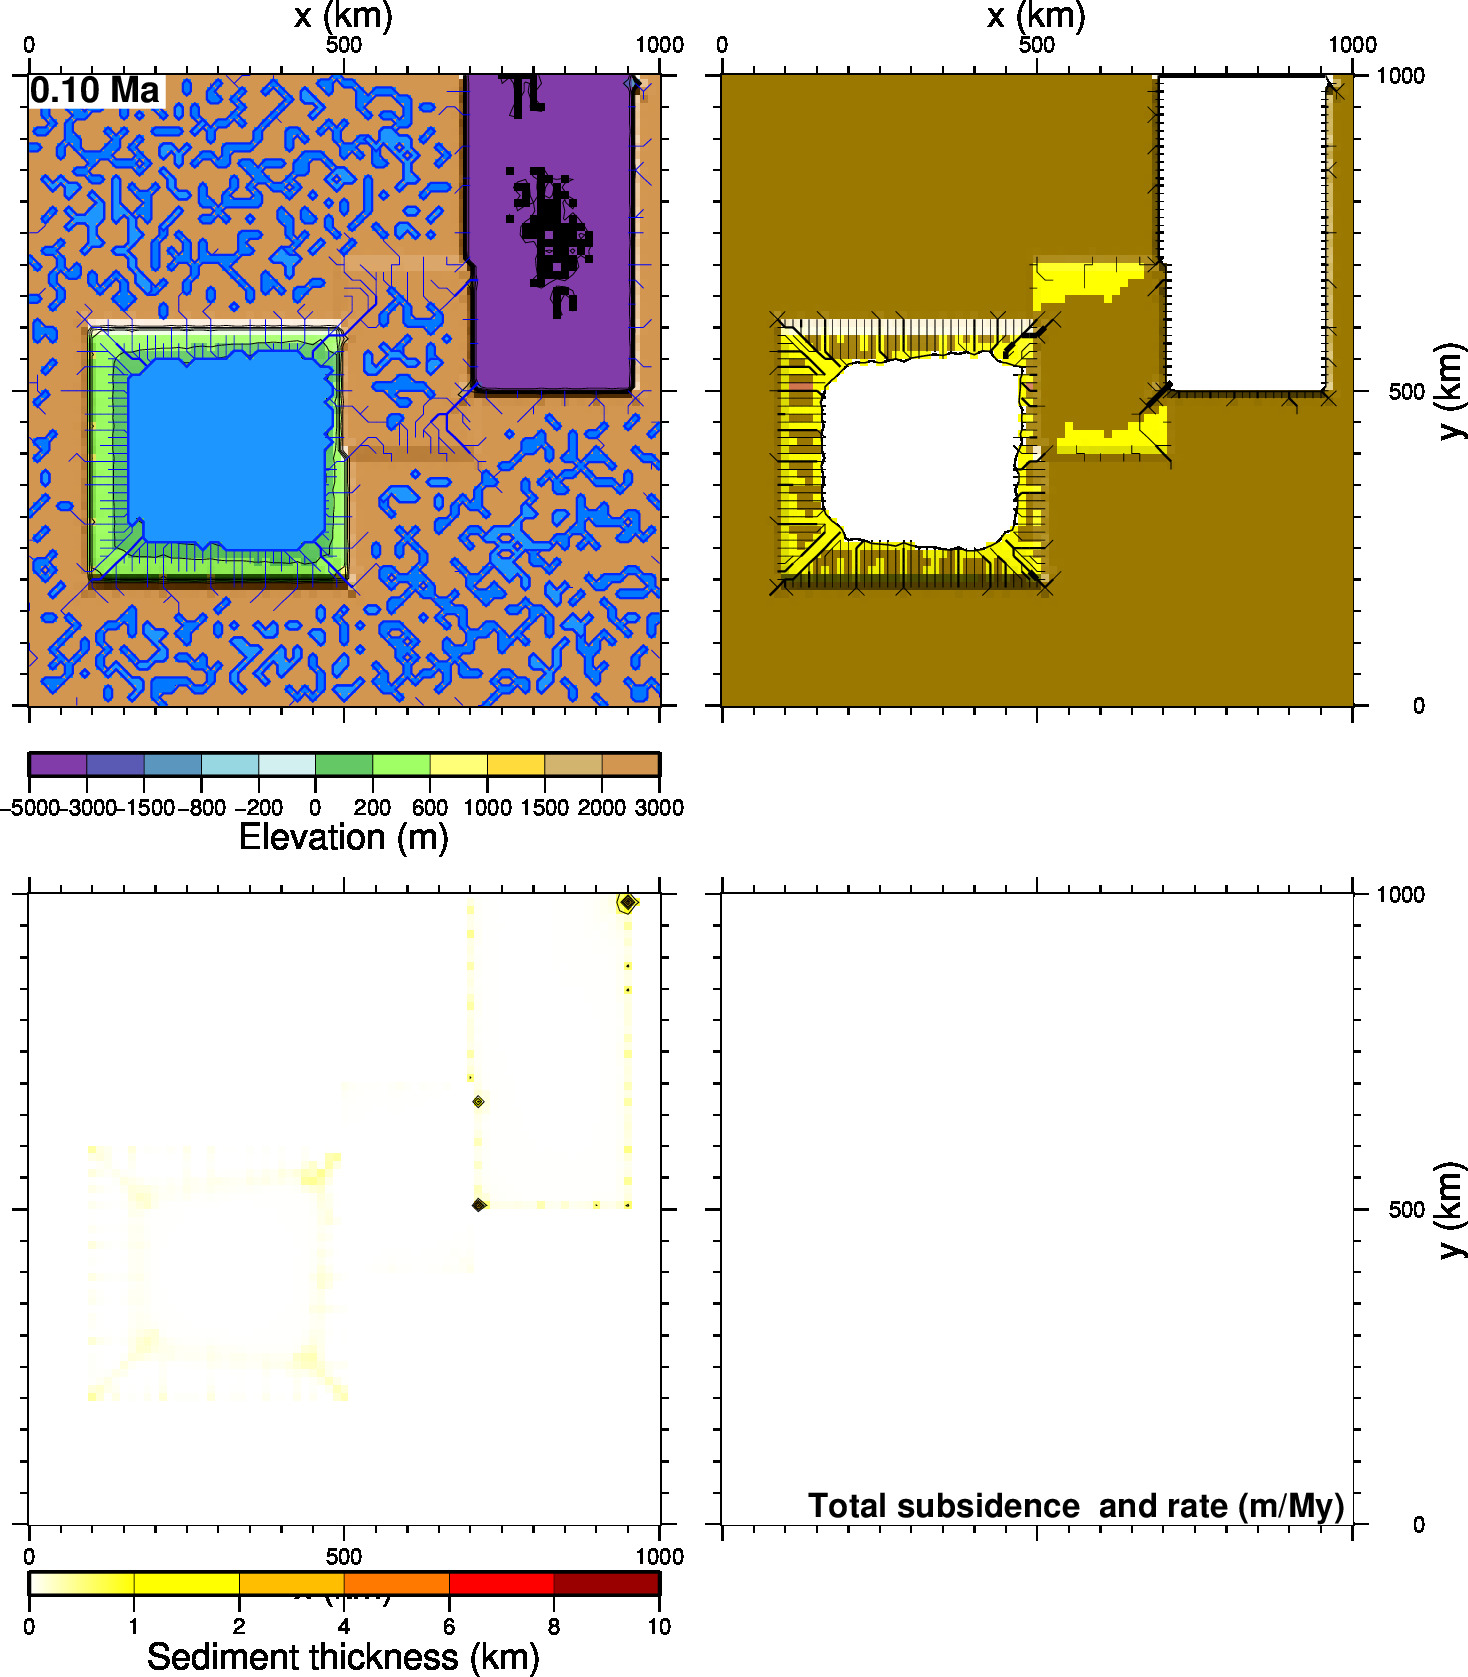 x (km)
x (km)
0 500 1000
0 500 1000
0.10 Ma
1000
500
0
y (km)
−5000 −3000 −1500 −800 −200 0 200 600 1000 1500 2000 3000
Elevation (m)
1000
500
0
y (km)
Total subsidence and rate (m/My)
0 500 1000
0 1 2 4 6 8 10
Sediment thickness (km)